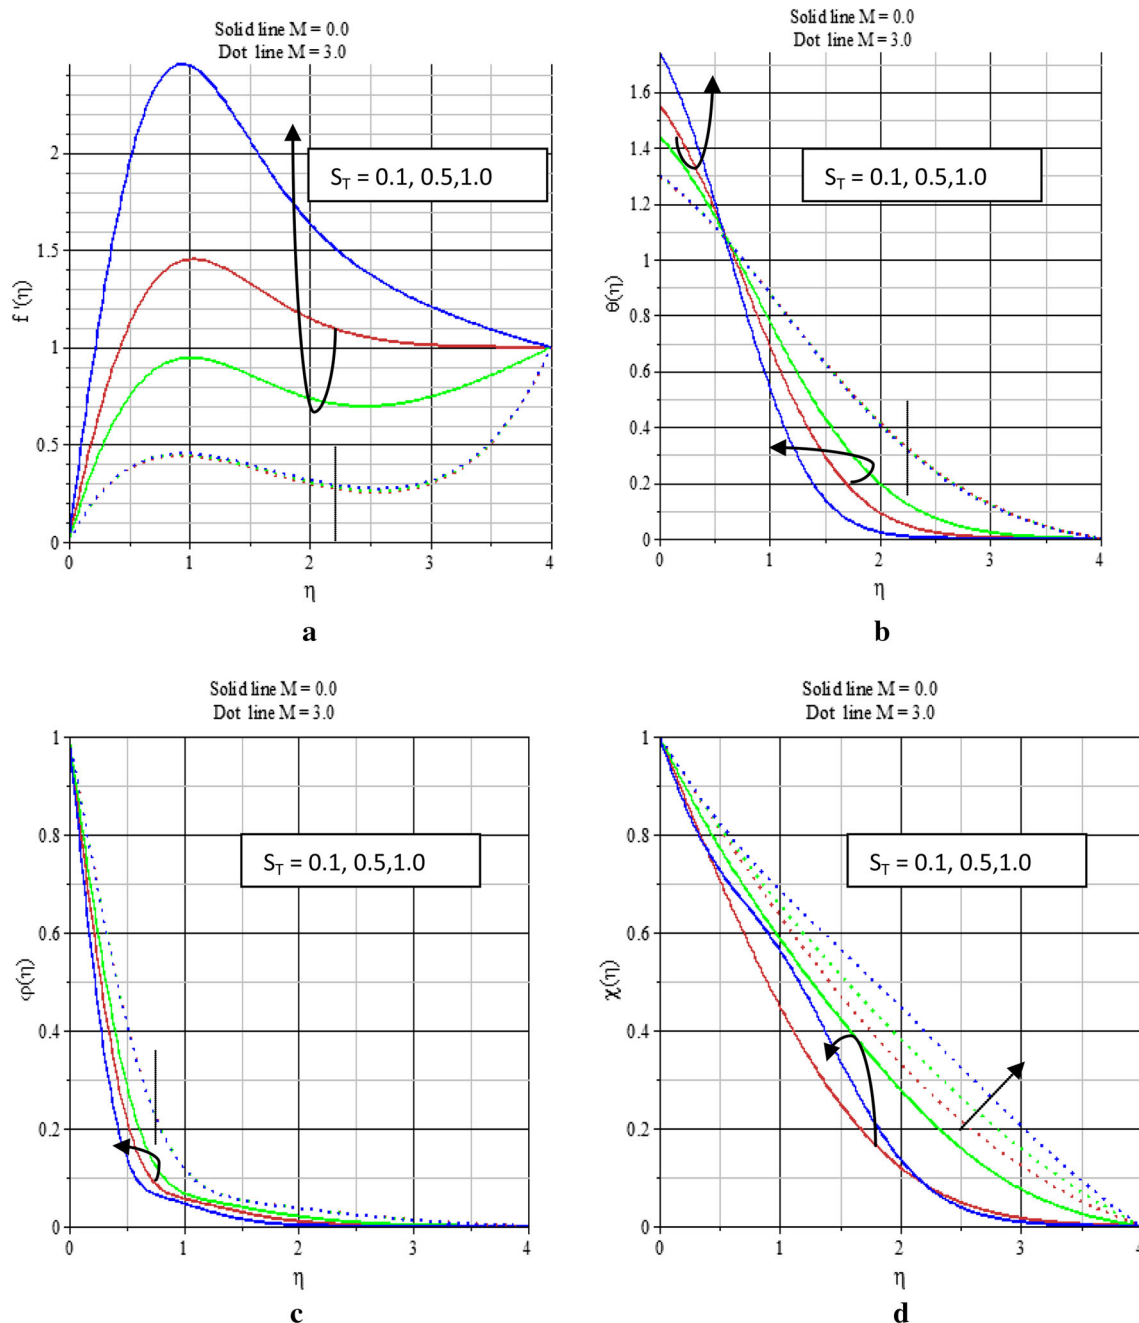 Solid line M = 0.0
Dot line M = 3.0
S_T = 0.1, 0.5,1.0
f '(η)
2
1.5
1
0.5
0
0 1 2 3 4
η
a
Solid line M = 0.0
Dot line M = 3.0
S_T = 0.1, 0.5,1.0
θ(η)
1.6
1.4
1.2
1
0.8
0.6
0.4
0.2
0
0 1 2 3 4
η
b
Solid line M = 0.0
Dot line M = 3.0
S_T = 0.1, 0.5,1.0
φ(η)
1
0.8
0.6
0.4
0.2
0
0 1 2 3 4
η
c
Solid line M = 0.0
Dot line M = 3.0
S_T = 0.1, 0.5,1.0
χ(η)
1
0.8
0.6
0.4
0.2
0
0 1 2 3 4
η
d